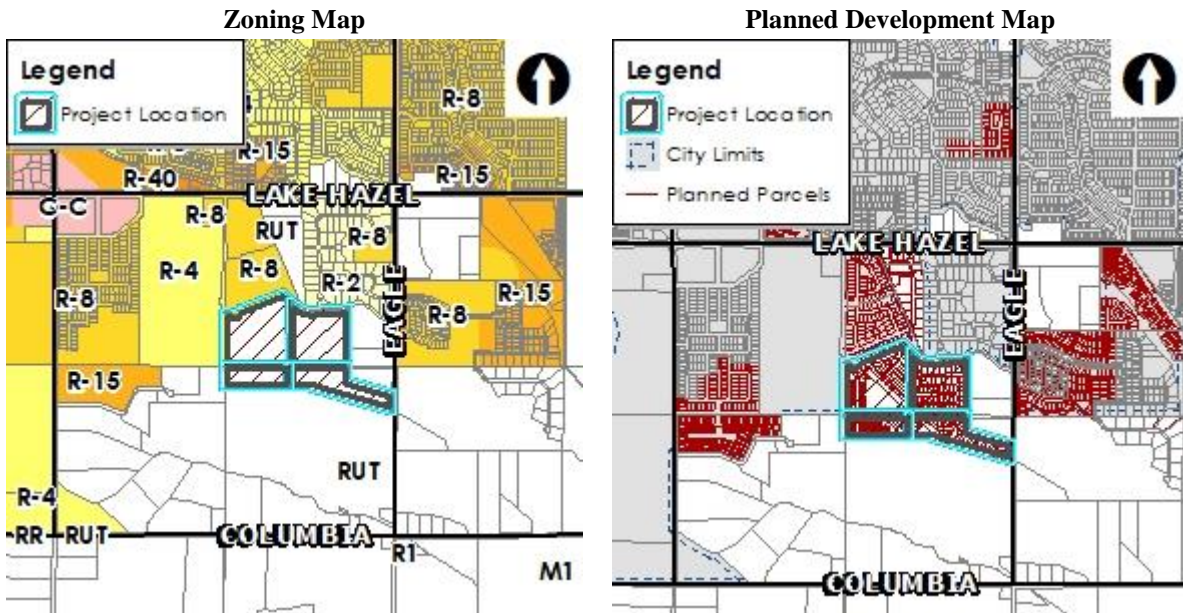 Zoning Map
Legend
Project Location
R-8
R-15
R-15
R-40
LAKE HAZEL
C-C
R-8
RUT
R-8
R-4
R-8
R-2
EAGLE
R-15
R-8
R-8
R-15
RUT
R-4
RR
RUT
COLUMBIA
R1
M1
Planned Development Map
Legend
Project Location
City Limits
Planned Parcels
LAKE HAZEL
EAGLE
COLUMBIA